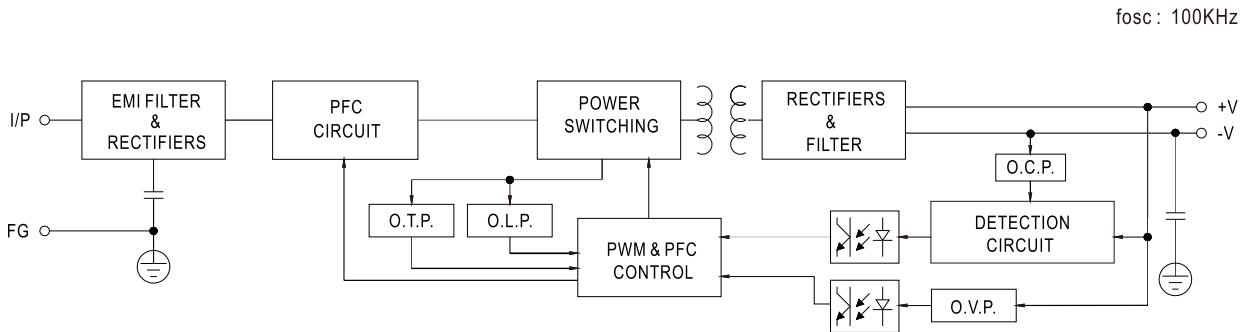 fosc : 100KHz
I/P
EMI FILTER
&
RECTIFIERS
PFC
CIRCUIT
POWER
SWITCHING
RECTIFIERS
&
FILTER
+V
-V
O.C.P.
FG
O.T.P.
O.L.P.
PWM & PFC
CONTROL
DETECTION
CIRCUIT
O.V.P.